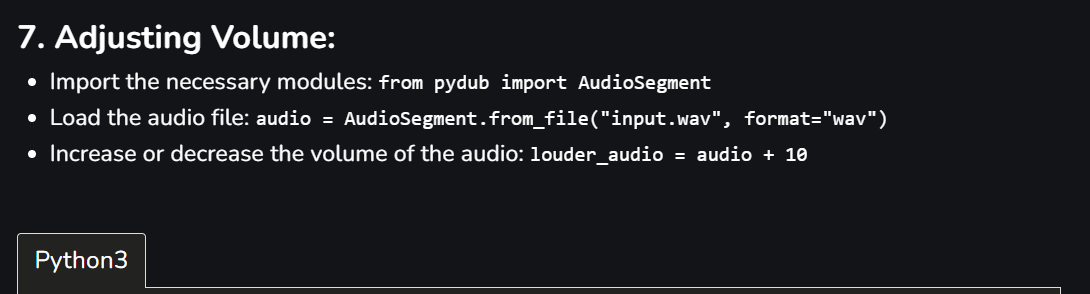 7. Adjusting Volume:
• Import the necessary modules: from pydub import AudioSegment
• Load the audio file: audio = AudioSegment.from_file("input.wav", format="wav")
• Increase or decrease the volume of the audio: louder_audio = audio + 10
Python3